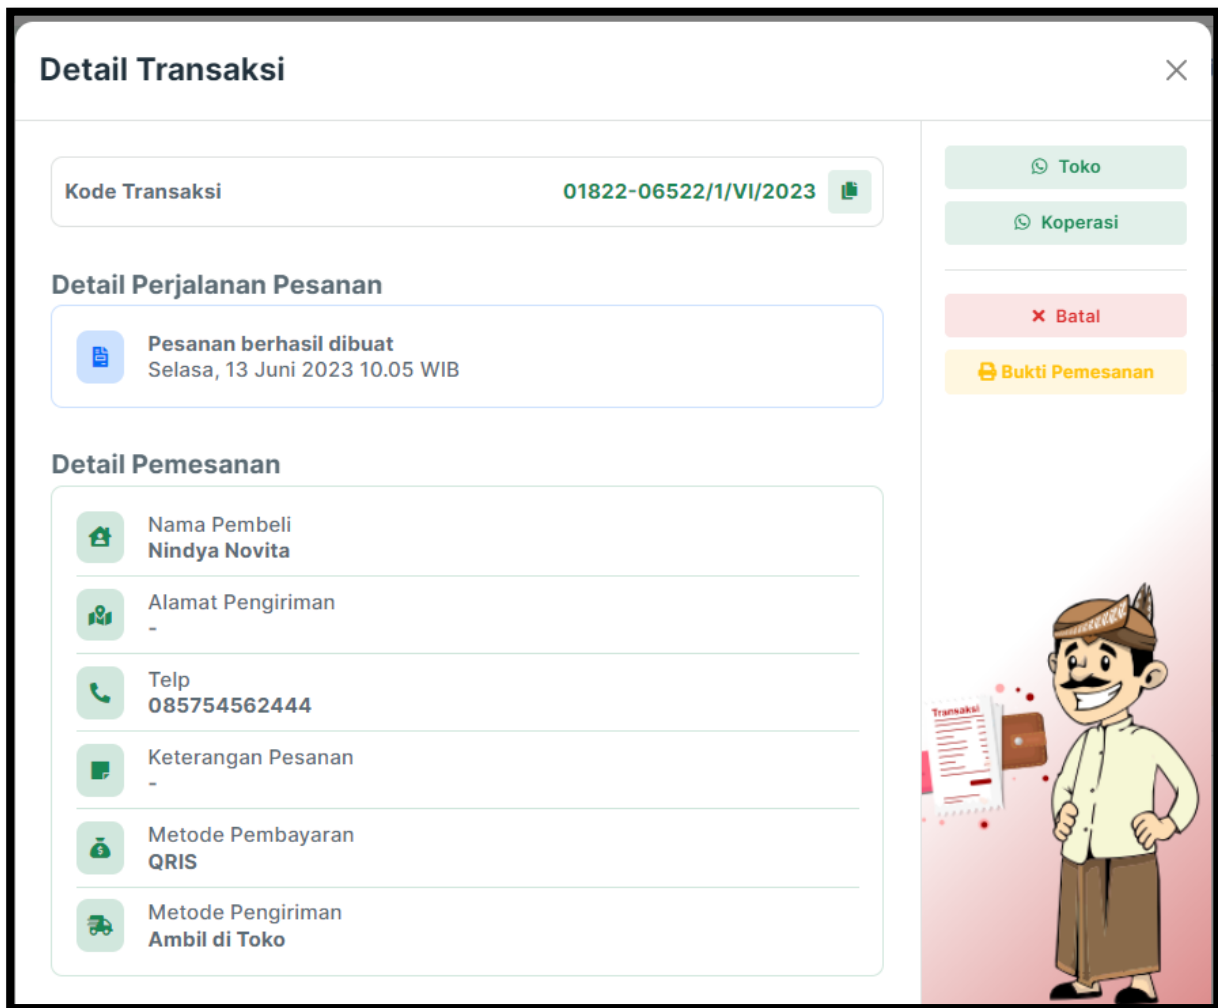 Detail Transaksi
Kode Transaksi
01822-06522/1/VI/2023
Detail Perjalanan Pesanan
Pesanan berhasil dibuat
Selasa, 13 Juni 2023 10.05 WIB
Detail Pemesanan
Nama Pembeli
Nindya Novita
Alamat Pengiriman
-
Telp
085754562444
Keterangan Pesanan
-
Metode Pembayaran
QRIS
Metode Pengiriman
Ambil di Toko
Toko
Koperasi
Batal
Bukti Pemesanan
Transaksi